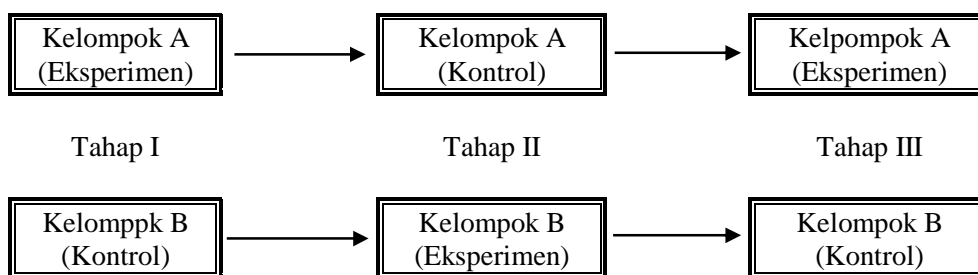 Kelompok A
(Eksperimen)
Kelompok A
(Kontrol)
Kelpompok A
(Eksperimen)
Tahap I
Tahap II
Tahap III
Kelomppk B
(Kontrol)
Kelompok B
(Eksperimen)
Kelompok B
(Kontrol)